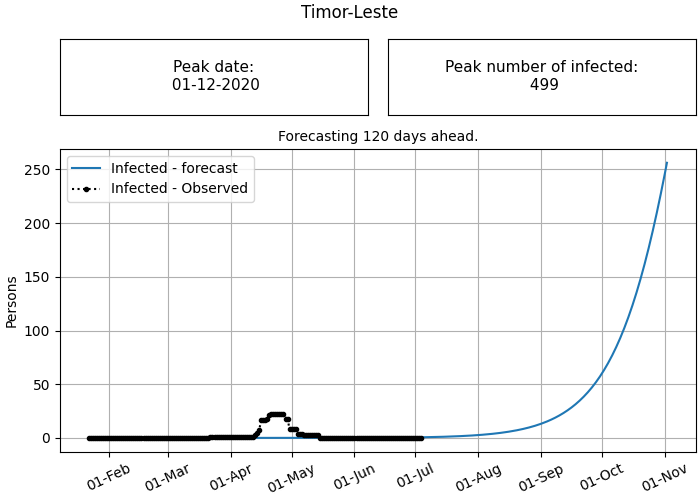 Timor-Leste
Peak date:
01-12-2020
Peak number of infected:
499
Forecasting 120 days ahead.
Infected - forecast
Infected - Observed
Persons
250
200
150
100
50
0
01-Feb
01-Mar
01-Apr
01-May
01-Jun
01-Jul
01-Aug
01-Sep
01-Oct
01-Nov